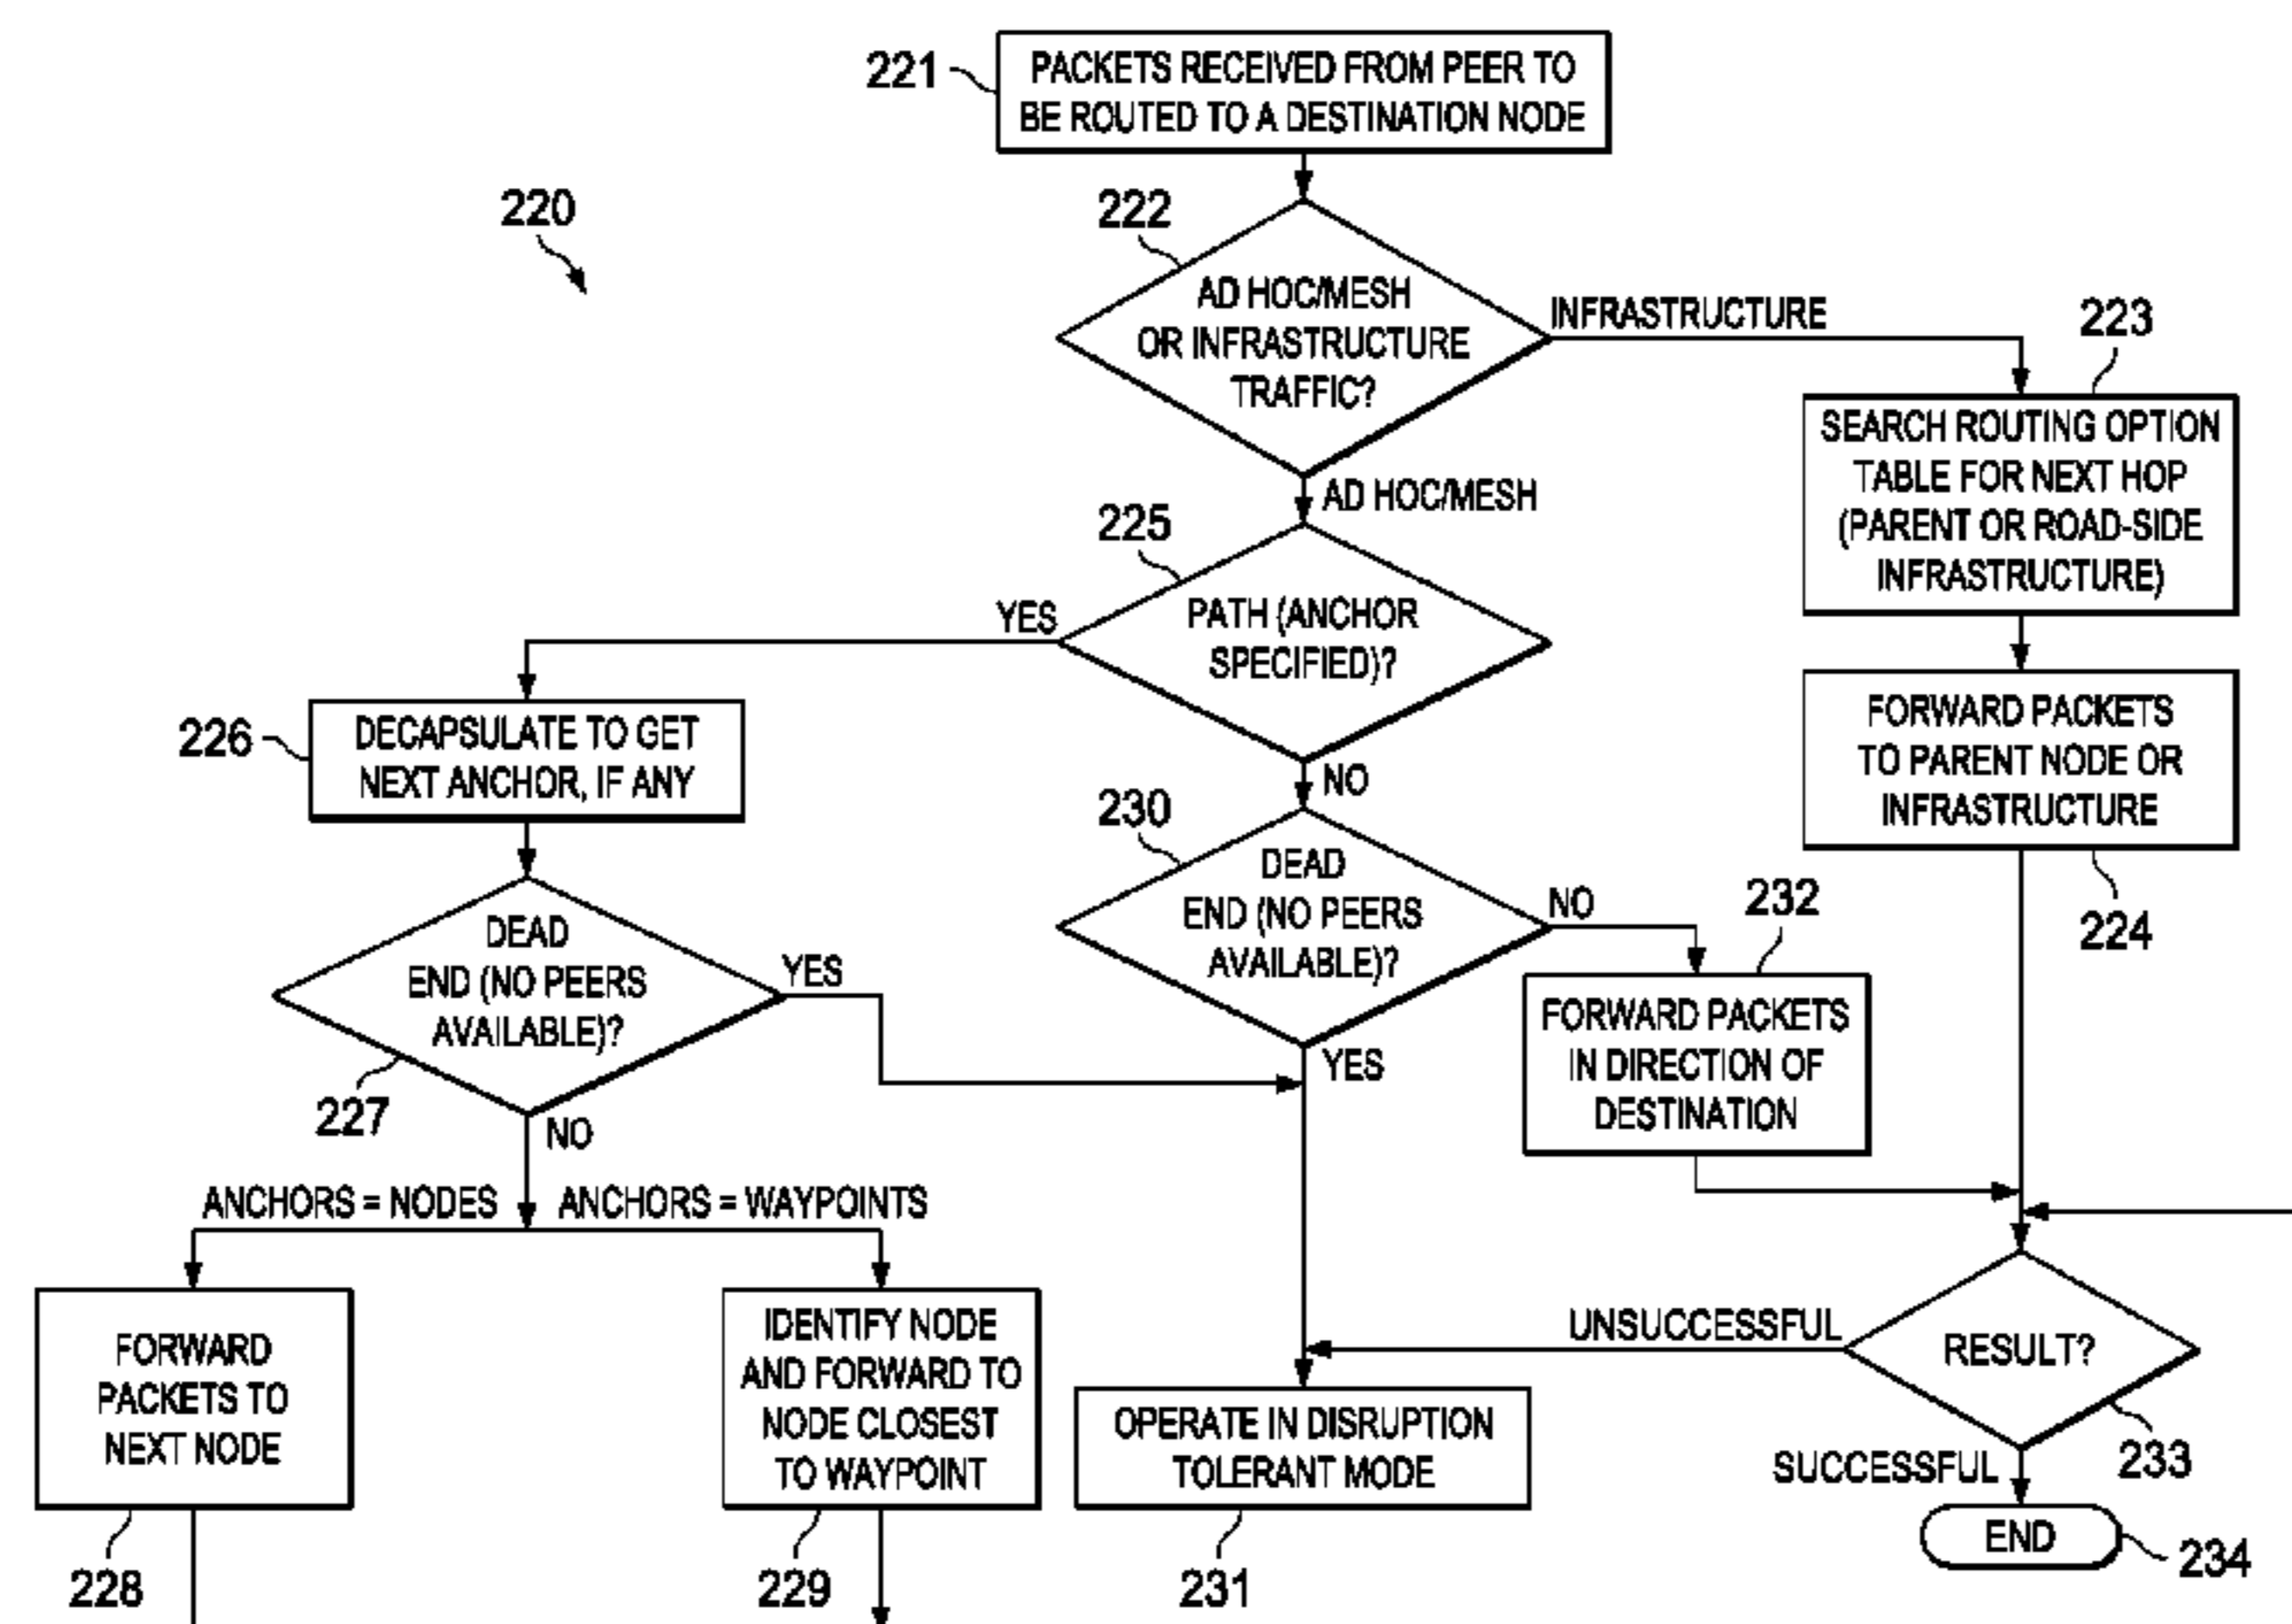 221
PACKETS RECEIVED FROM PEER TO
BE ROUTED TO A DESTINATION NODE
220
222
AD HOC/MESH
OR INFRASTRUCTURE
TRAFFIC?
INFRASTRUCTURE
223
SEARCH ROUTING OPTION
TABLE FOR NEXT HOP
(PARENT OR ROAD-SIDE
INFRASTRUCTURE)
AD HOC/MESH
225
PATH (ANCHOR
SPECIFIED)?
YES
NO
226
DECAPSULATE TO GET
NEXT ANCHOR, IF ANY
FORWARD PACKETS
TO PARENT NODE OR
INFRASTRUCTURE
224
230
DEAD
END (NO PEERS
AVAILABLE)?
NO
YES
232
FORWARD PACKETS
IN DIRECTION OF
DESTINATION
DEAD
END (NO PEERS
AVAILABLE)?
YES
227
NO
ANCHORS = NODES
ANCHORS = WAYPOINTS
FORWARD
PACKETS TO
NEXT NODE
228
IDENTIFY NODE
AND FORWARD TO
NODE CLOSEST
TO WAYPOINT
229
OPERATE IN DISRUPTION
TOLERANT MODE
231
UNSUCCESSFUL
RESULT?
233
SUCCESSFUL
END
234